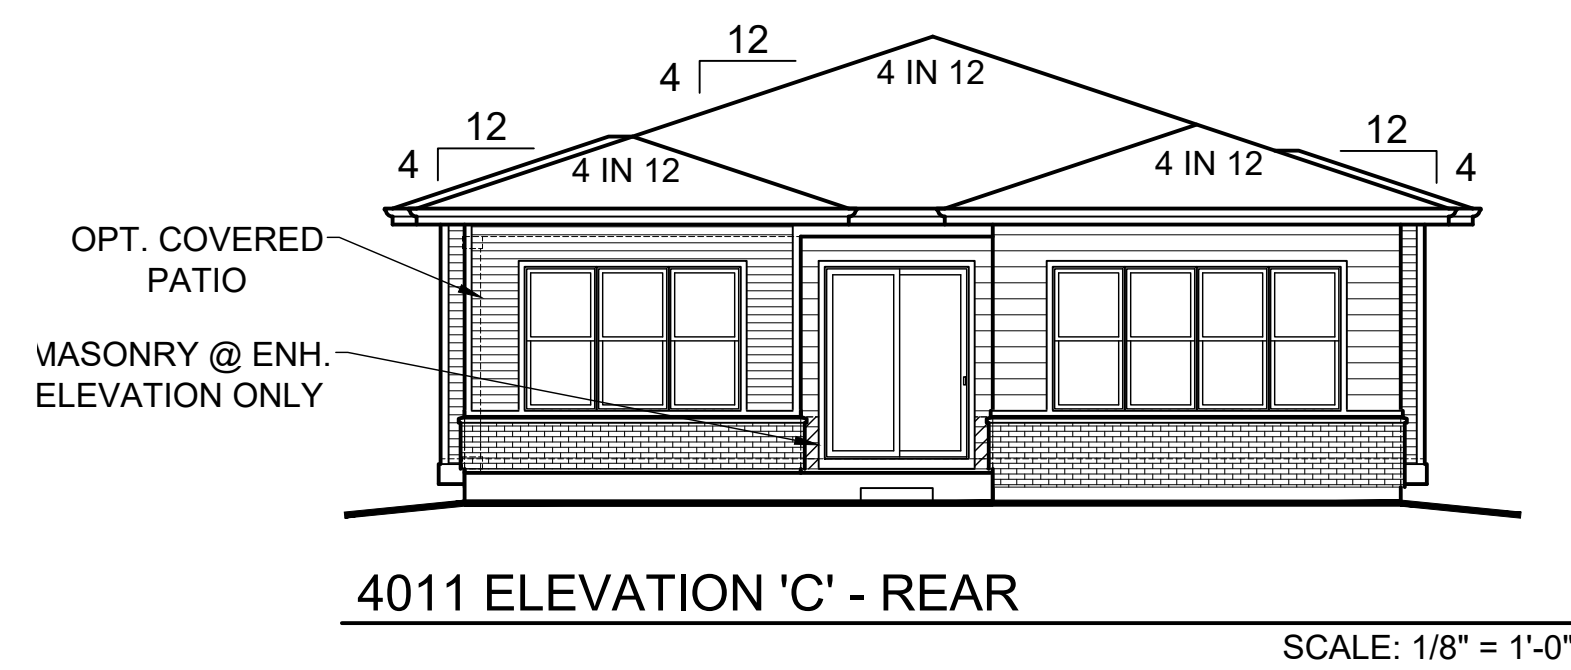 12
4
4 IN 12
12
4
4 IN 12
4 IN 12
12
4
OPT. COVERED
PATIO
MASONRY @ ENH.
ELEVATION ONLY
4011 ELEVATION 'C' - REAR
SCALE: 1/8" = 1'-0"